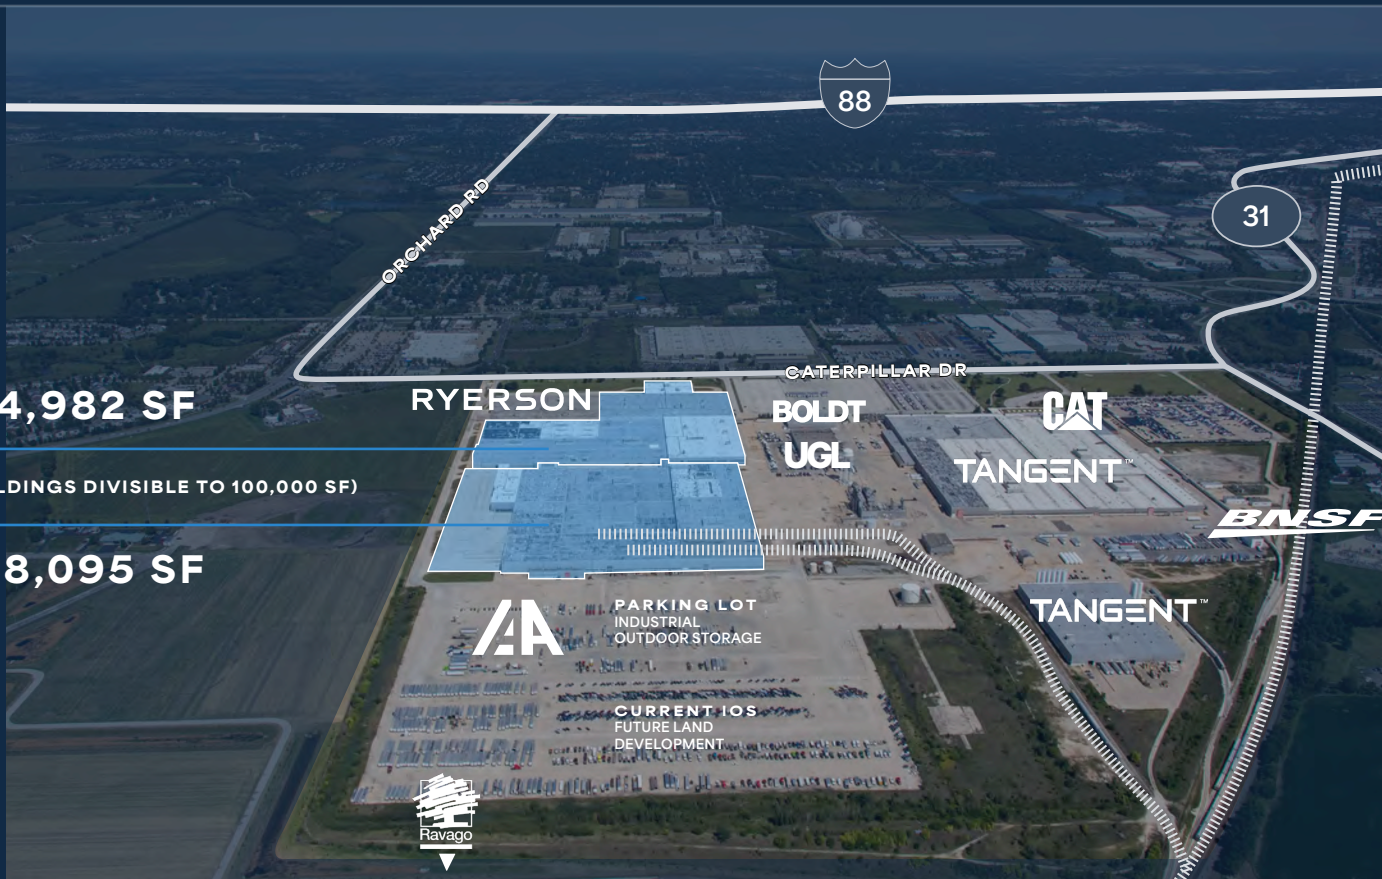 88
ORCHARD RD
31
CATERPILLAR DR
4,982 SF
RYERSON
BOLDT
UGL
CAT
TANGENT™
LDINGS DIVISIBLE TO 100,000 SF)
BNSF
8,095 SF
PARKING LOT
INDUSTRIAL
OUTDOOR STORAGE
TANGENT™
CURRENT IOS
FUTURE LAND
DEVELOPMENT
Ravago